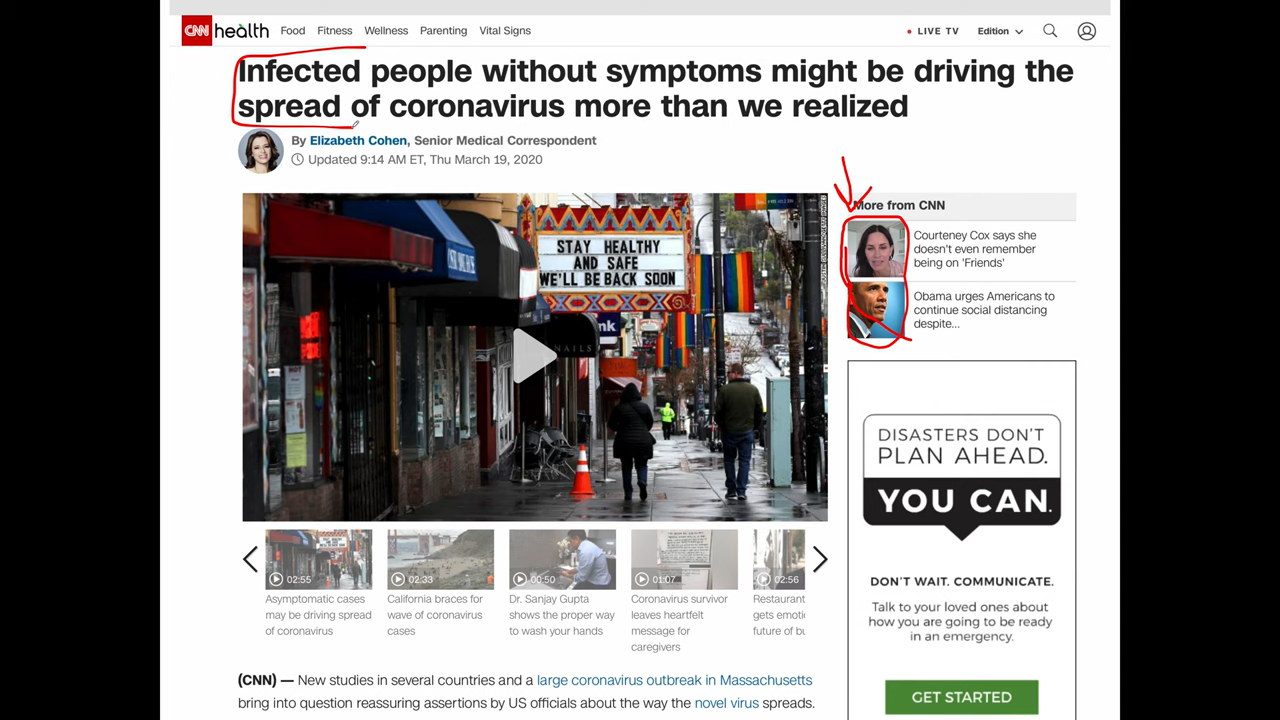 CNN health Food Fitness Wellness Parenting Vital Signs LIVE TV Edition
Infected people without symptoms might be driving the
spread of coronavirus more than we realized
By Elizabeth Cohen, Senior Medical Correspondent
Updated 9:14 AM ET, Thu March 19, 2020
STAY HEALTHY
AND SAFE
WE'LL BE BACK SOON
NAILS
More from CNN
Courteney Cox says she
doesn't even remember
being on 'Friends'
Obama urges Americans to
continue social distancing
despite...
DISASTERS DON'T
PLAN AHEAD.
YOU CAN.
DON'T WAIT. COMMUNICATE.
Talk to your loved ones about
how you are going to be ready
in an emergency.
GET STARTED
02:55
Asymptomatic cases
may be driving spread
of coronavirus
02:33
California braces for
wave of coronavirus
cases
00:50
Dr. Sanjay Gupta
shows the proper way
to wash your hands
01:07
Coronavirus survivor
leaves heartfelt
message for
caregivers
02:56
Restaurant
gets emoti
future of bu
(CNN) — New studies in several countries and a large coronavirus outbreak in Massachusetts
bring into question reassuring assertions by US officials about the way the novel virus spreads.